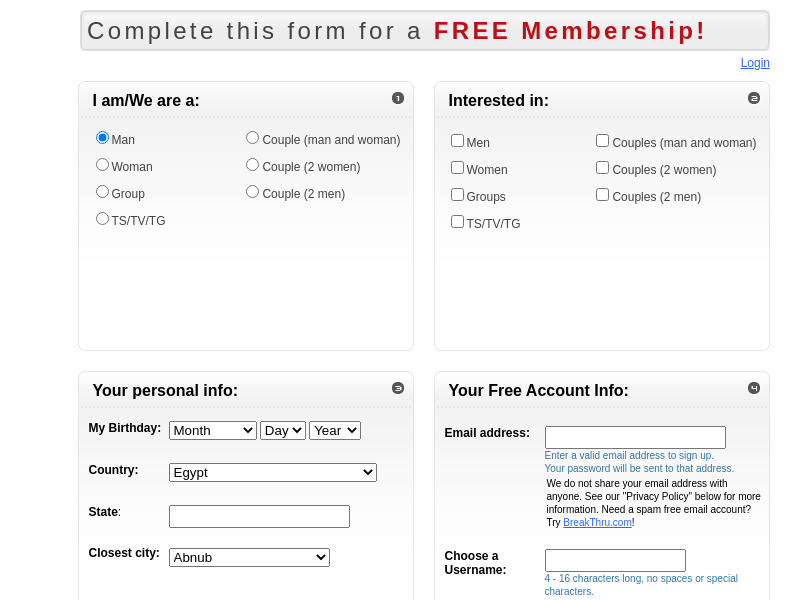 Complete this form for a FREE Membership!
Login
I am/We are a: 1
Man
Couple (man and woman)
Woman
Couple (2 women)
Group
Couple (2 men)
TS/TV/TG
Interested in: 2
Men
Couples (man and woman)
Women
Couples (2 women)
Groups
Couples (2 men)
TS/TV/TG
Your personal info: 3
My Birthday: Month Day Year
Country: Egypt
State:
Closest city: Abnub
Your Free Account Info: 4
Email address:
Enter a valid email address to sign up.
Your password will be sent to that address.
We do not share your email address with
anyone. See our "Privacy Policy" below for more
information. Need a spam free email account?
Try BreakThru.com!
Choose a
Username:
4 - 16 characters long, no spaces or special
characters.